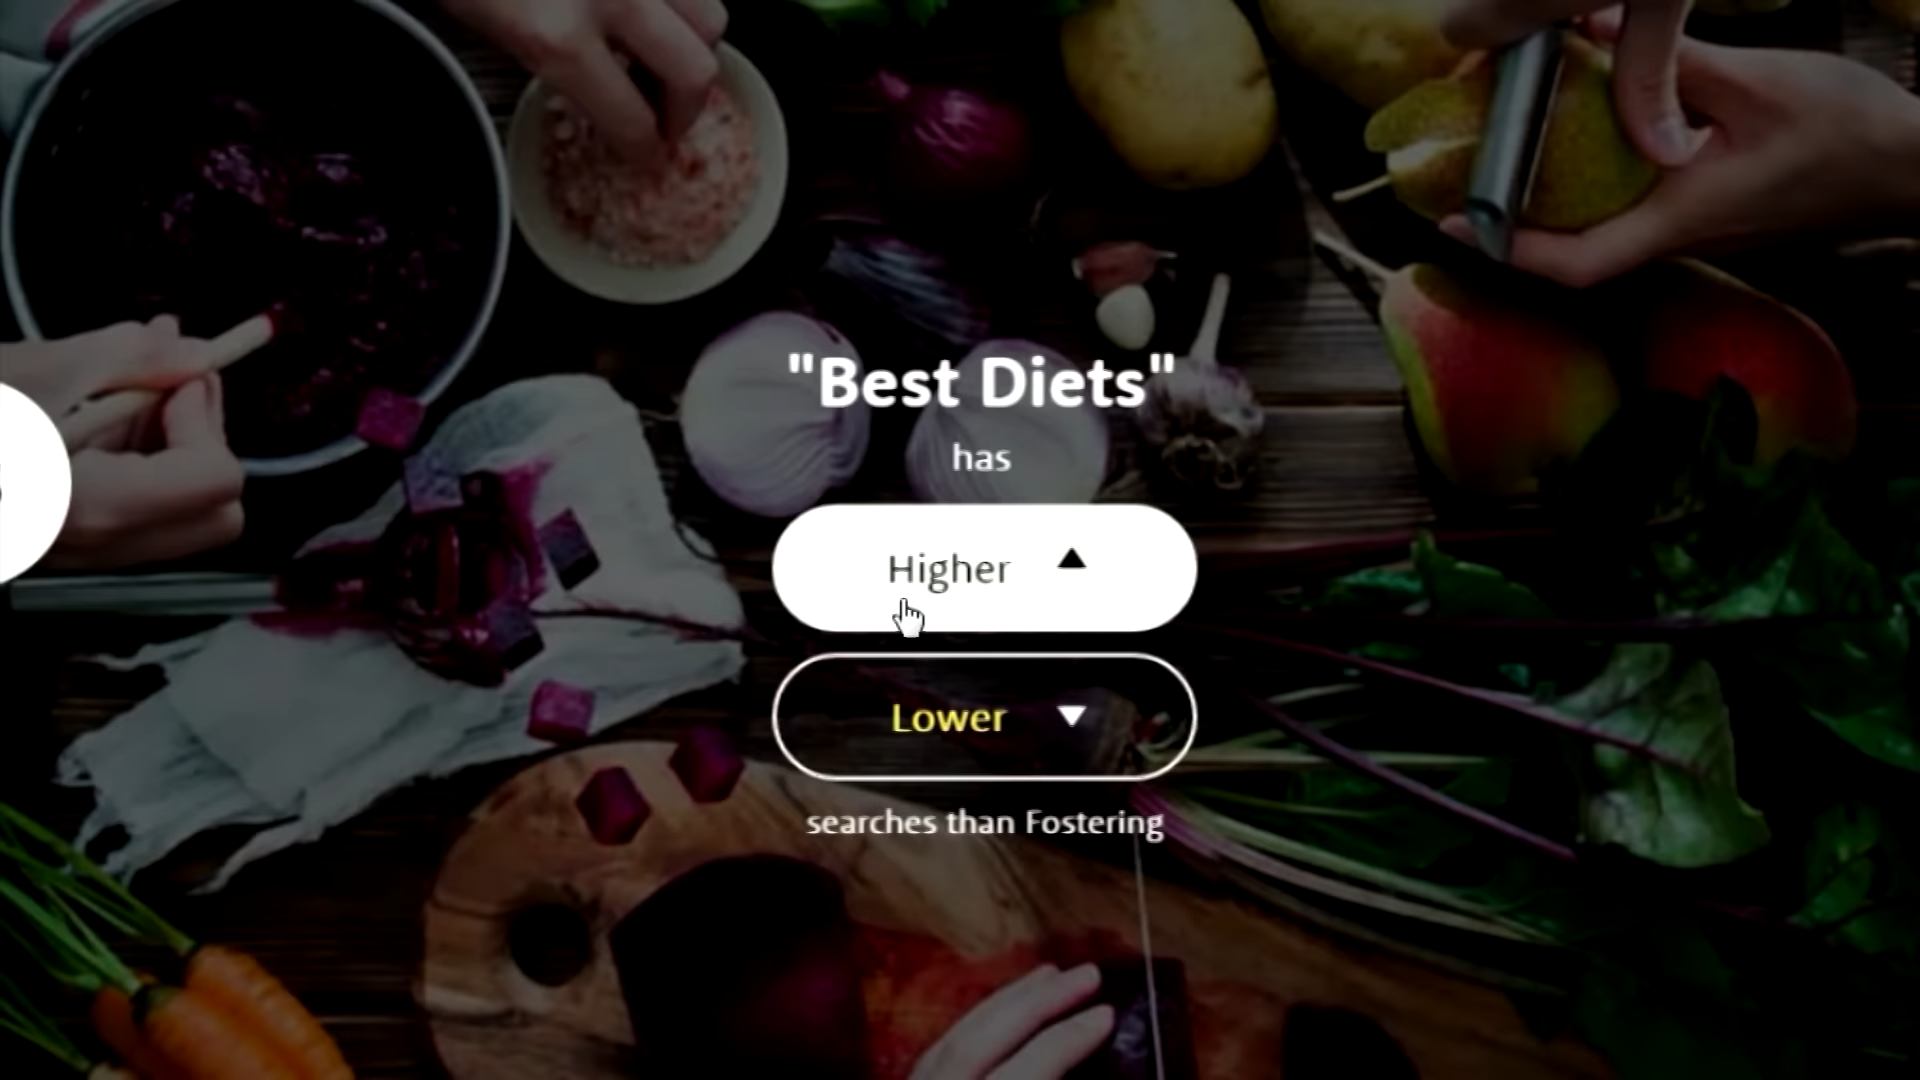 "Best Diets"
has
Higher ▲
Lower ▼
searches than Fostering